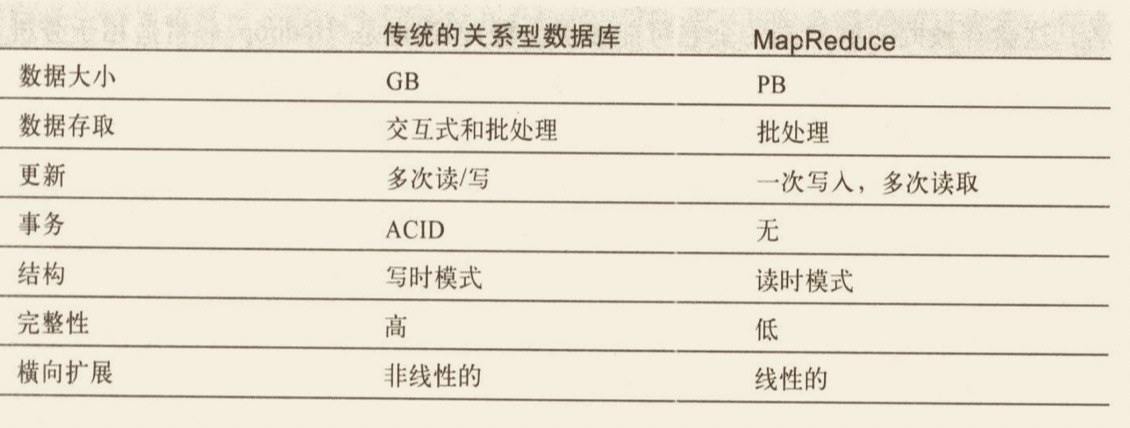 传统的关系型数据库 MapReduce
数据大小 GB PB
数据存取 交互式和批处理 批处理
更新 多次读/写 一次写入，多次读取
事务 ACID 无
结构 写时模式 读时模式
完整性 高 低
横向扩展 非线性的 线性的